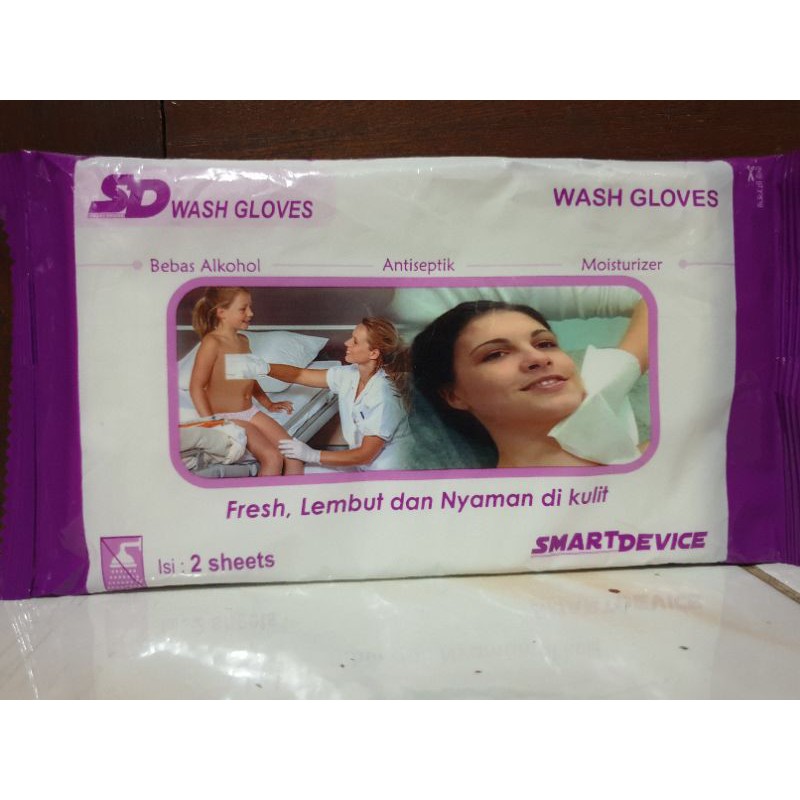 SD WASH GLOVES
WASH GLOVES
Bebas Alkohol
Antiseptik
Moisturizer
Fresh, Lembut dan Nyaman di kulit
Isi : 2 sheets
SMARTDEVICE